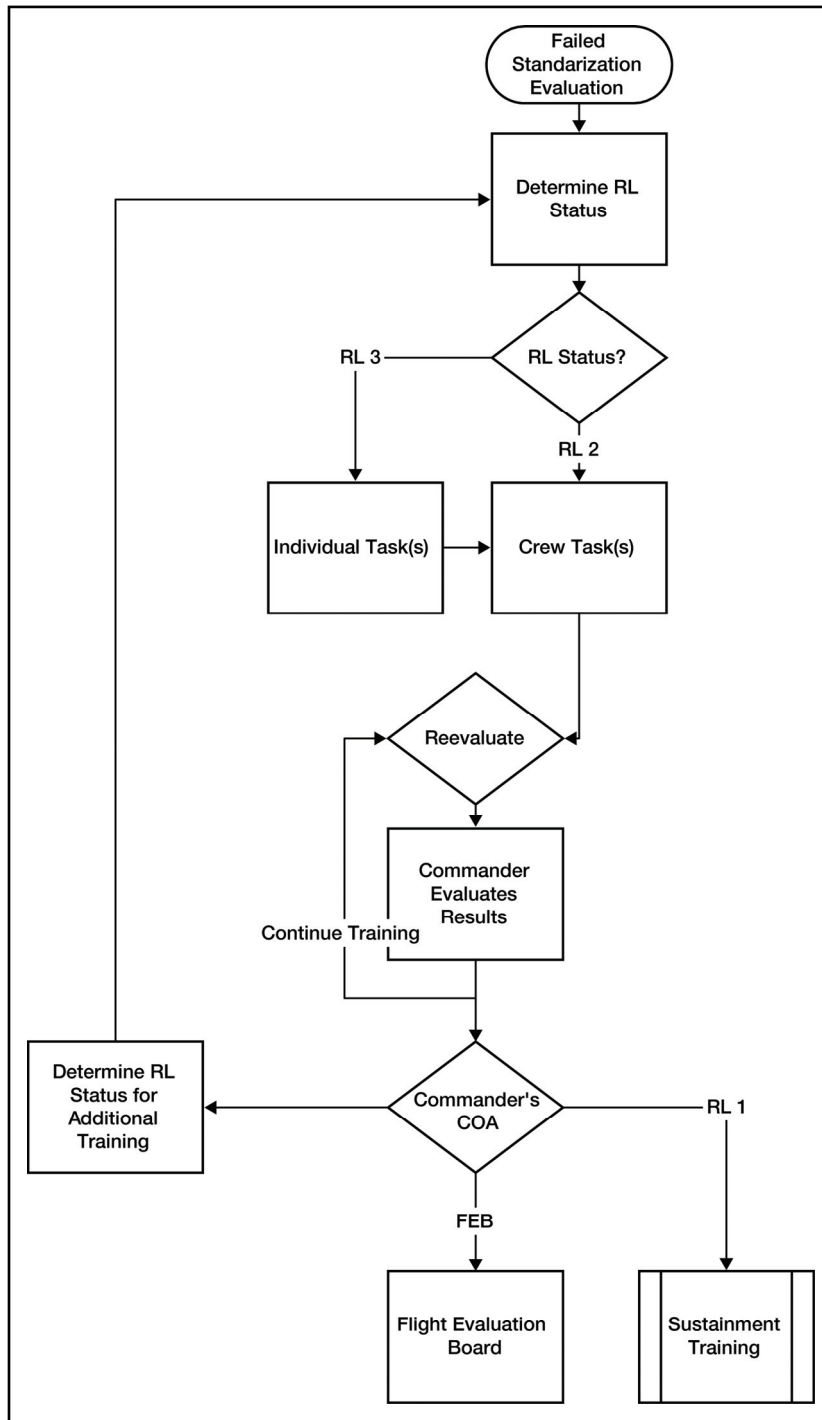 Failed
Standarization
Evaluation
Determine RL
Status
RL Status?
RL 3
RL 2
Individual Task(s)
Crew Task(s)
Reevaluate
Commander
Evaluates
Results
Continue Training
Determine RL
Status for
Additional
Training
Commander's
COA
RL 1
FEB
Flight Evaluation
Board
Sustainment
Training